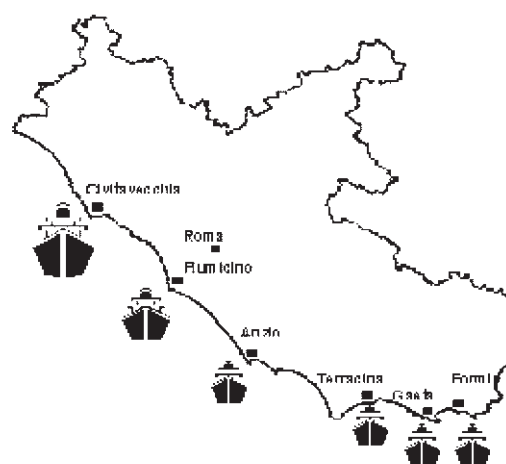 Civitavecchia
Roma
Fiumicino
Anzio
Terracina
Gaeta
Formia